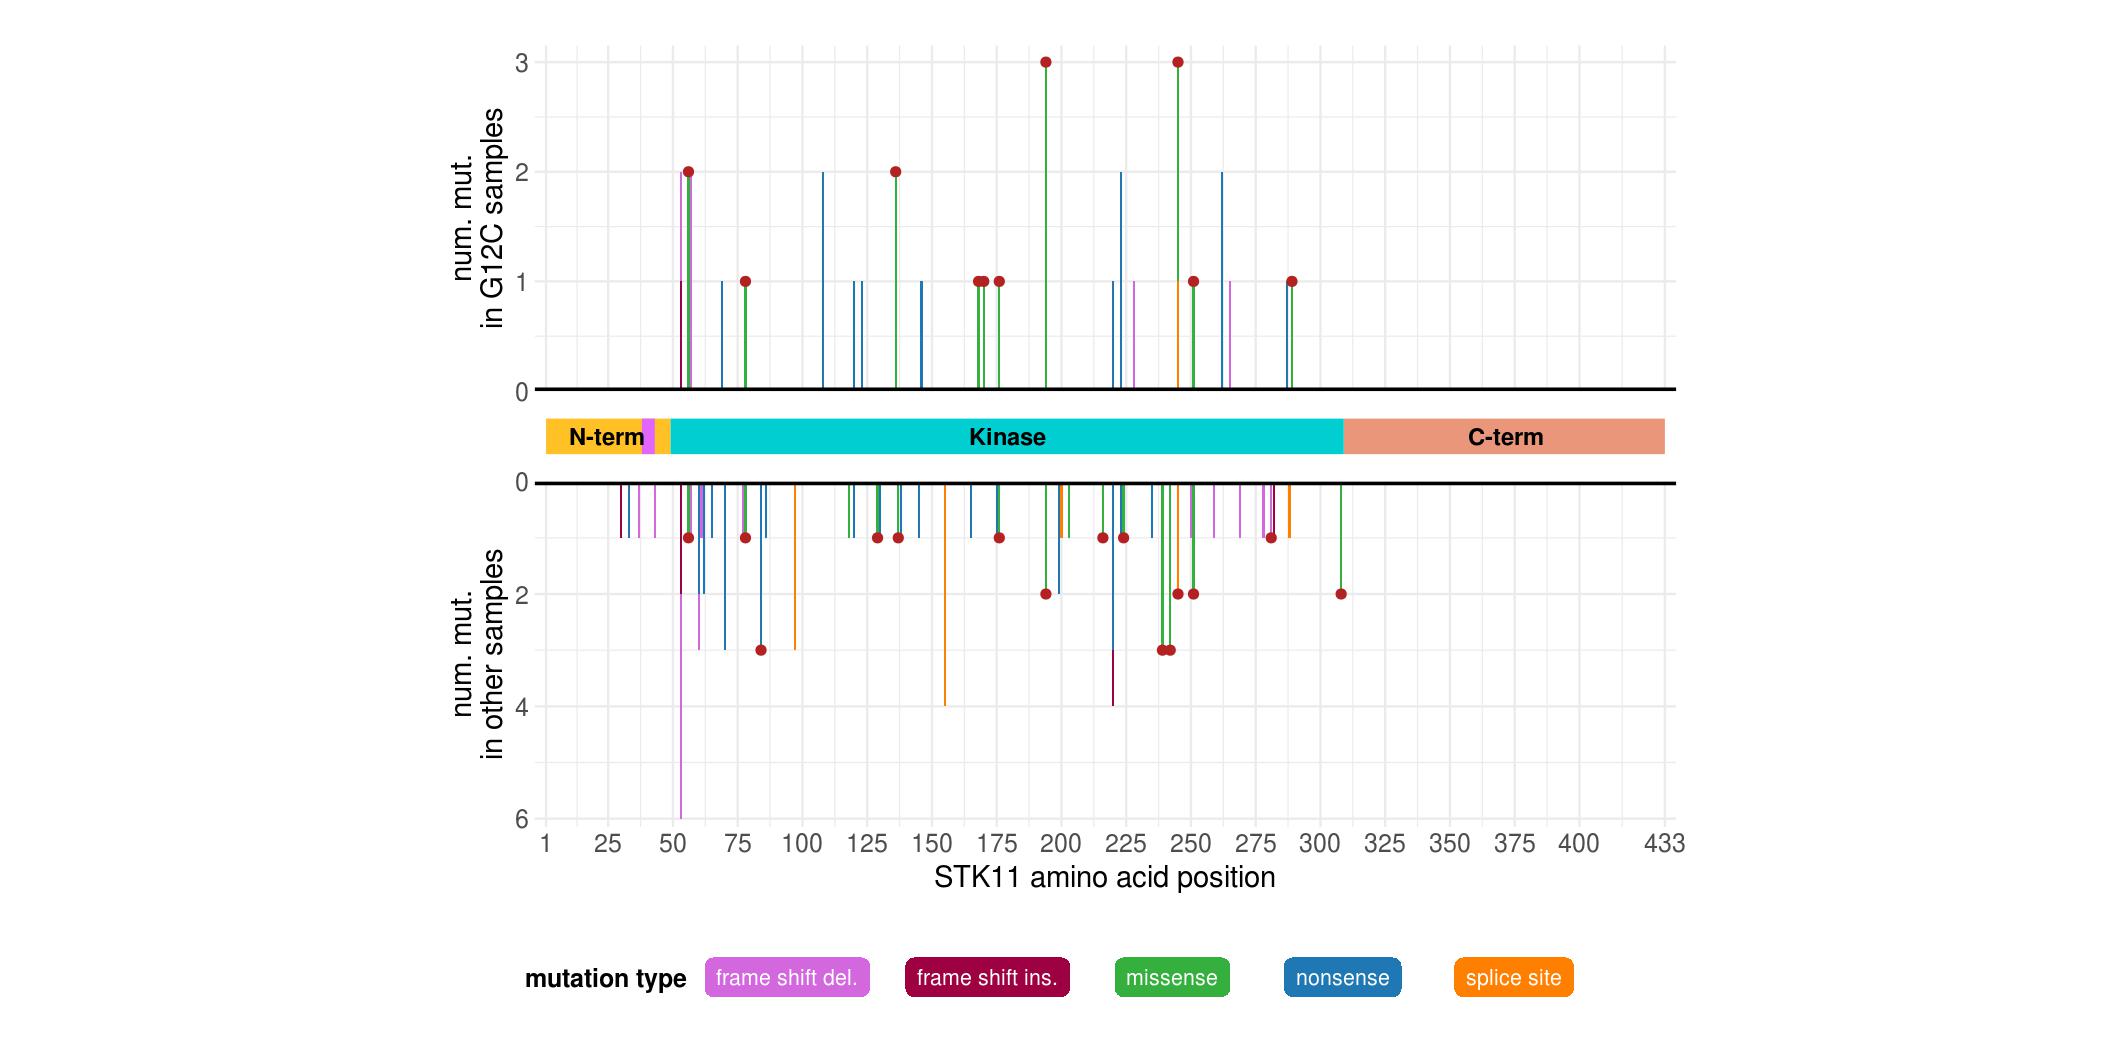 3
2
1
0
num. mut.
in G12C samples
N-term
Kinase
C-term
0
2
4
6
num. mut.
in other samples
1 25 50 75 100 125 150 175 200 225 250 275 300 325 350 375 400 433
STK11 amino acid position
mutation type frame shift del. frame shift ins. missense nonsense splice site